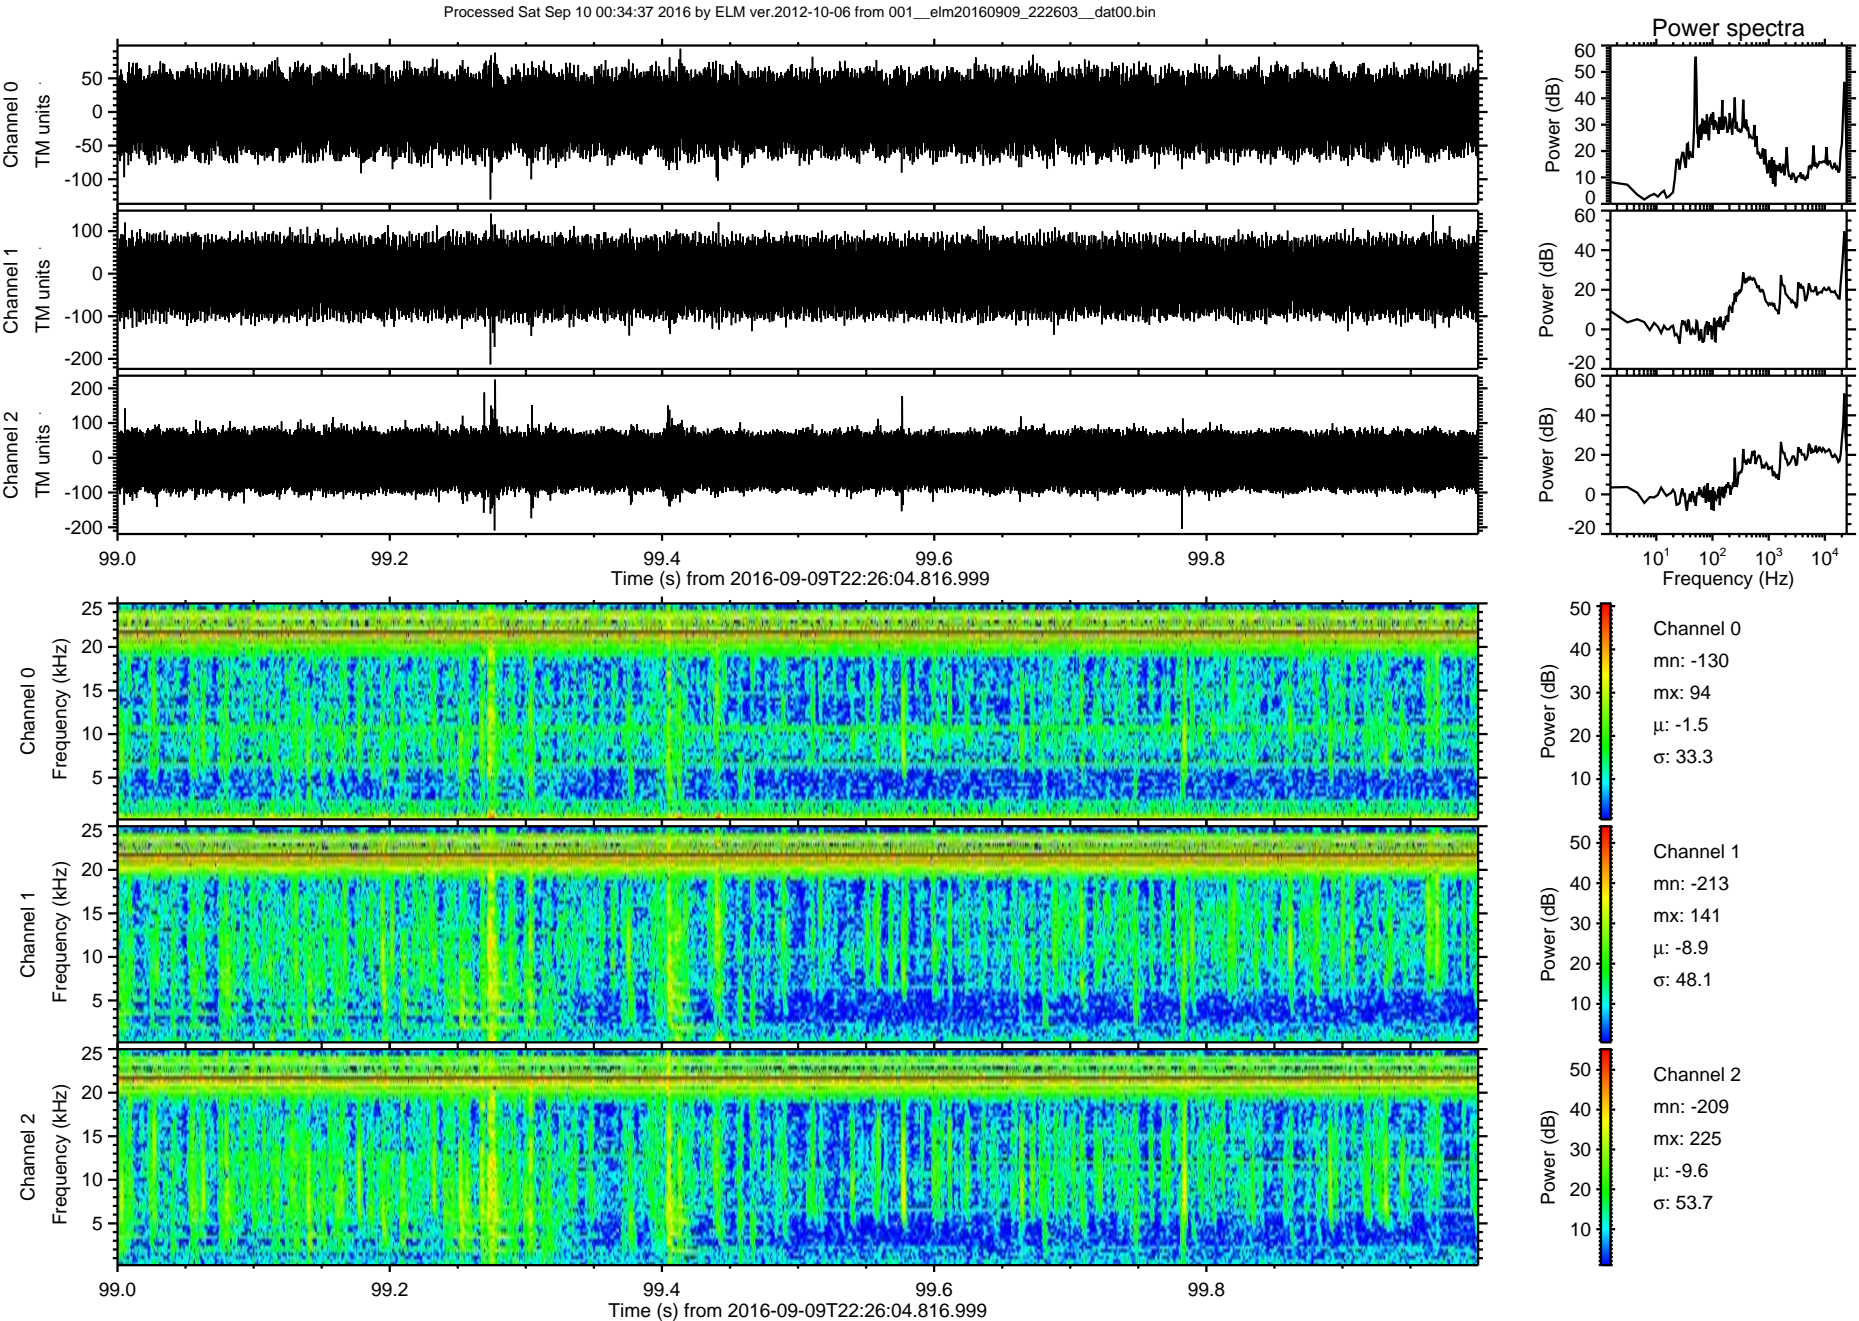 Processed Sat Sep 10 00:34:37 2016 by ELM ver.2012-10-06 from 001__elm20160909_222603__dat00.bin
Power spectra
Channel 0
TM units
50
0
-50
-100
Power (dB)
60
50
40
30
20
10
0
Channel 1
TM units
100
0
-100
-200
Power (dB)
60
40
20
0
-20
Channel 2
TM units
200
100
0
-100
-200
Power (dB)
60
40
20
0
-20
99.0 99.2 99.4 99.6 99.8
Time (s) from 2016-09-09T22:26:04.816.999
10^1 10^2 10^3 10^4
Frequency (Hz)
Channel 0
Frequency (kHz)
25
20
15
10
5
Power (dB)
50
40
30
20
10
Channel 0
mn: -130
mx: 94
µ: -1.5
σ: 33.3
Channel 1
Frequency (kHz)
25
20
15
10
5
Power (dB)
50
40
30
20
10
Channel 1
mn: -213
mx: 141
µ: -8.9
σ: 48.1
Channel 2
Frequency (kHz)
25
20
15
10
5
Power (dB)
50
40
30
20
10
Channel 2
mn: -209
mx: 225
µ: -9.6
σ: 53.7
99.0 99.2 99.4 99.6 99.8
Time (s) from 2016-09-09T22:26:04.816.999